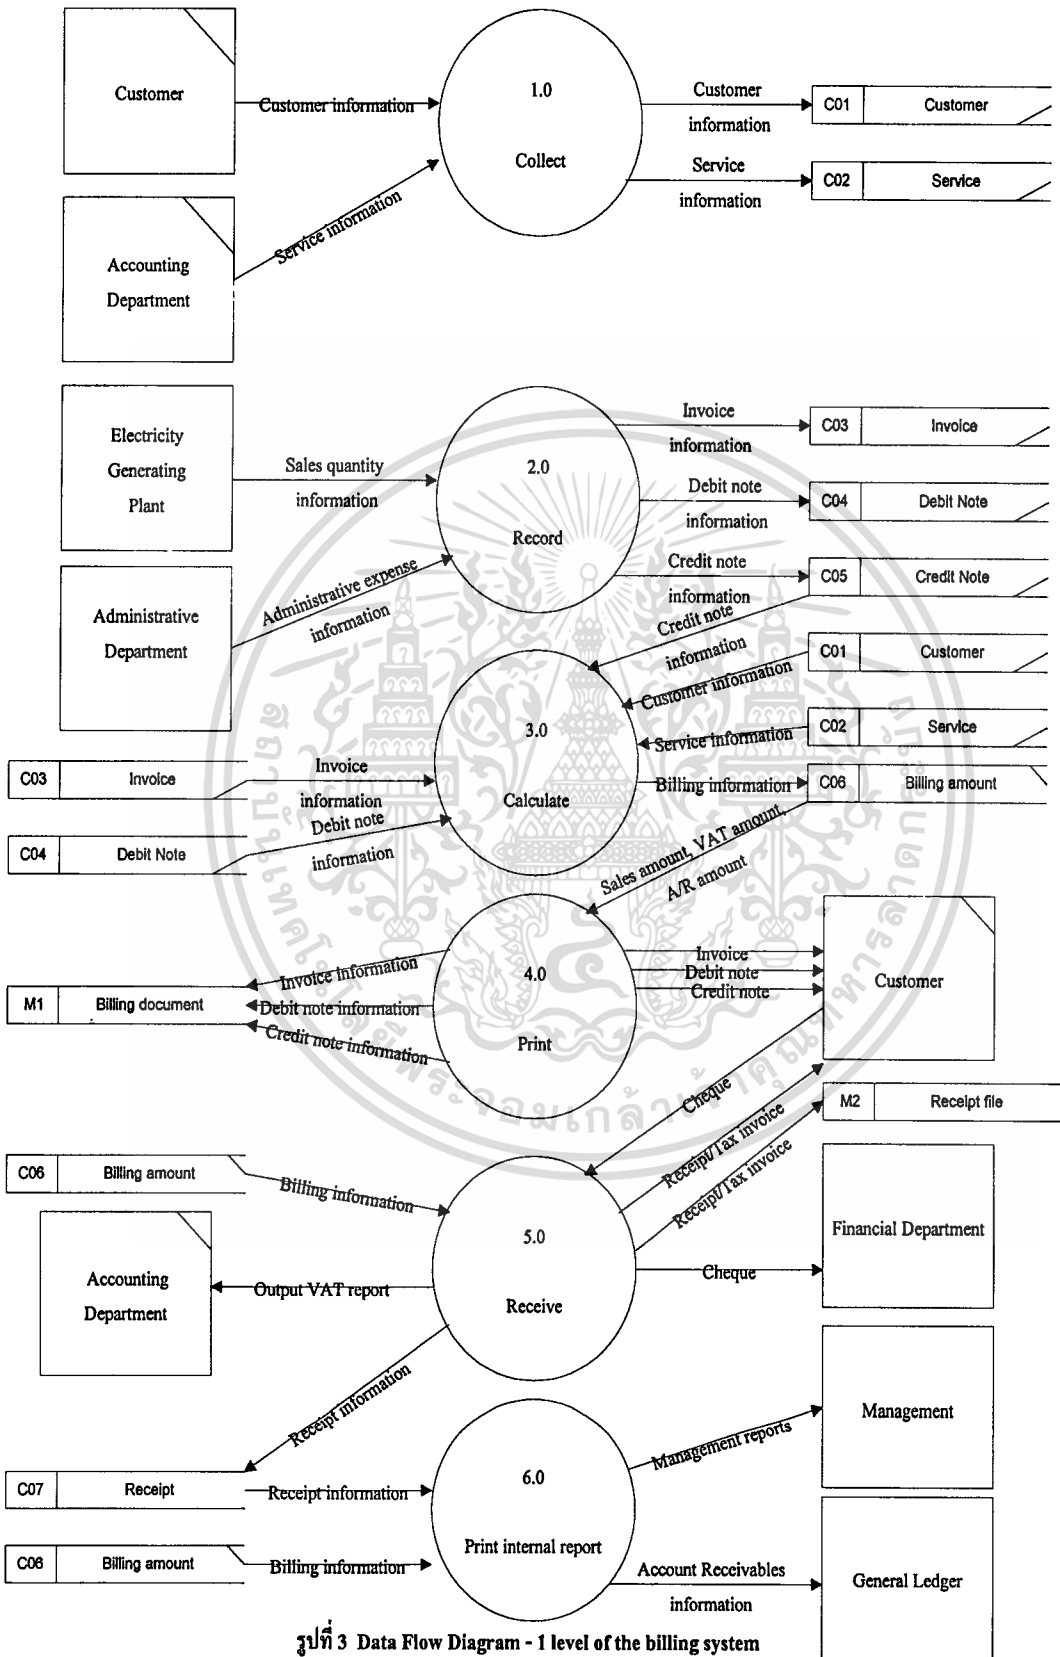 Customer
Customer information
1.0
Collect
Customer
information
C01 Customer
Service
information
C02 Service
Accounting
Department
Service information
Electricity
Generating
Plant
Sales quantity
information
2.0
Record
Invoice
information
C03 Invoice
Debit note
information
C04 Debit Note
Credit note
information
C05 Credit Note
Administrative
Department
Administrative expense
information
Credit note
information
C01 Customer
Customer information
3.0
Calculate
C02 Service
Service information
C03 Invoice
Invoice
information
Billing information
C06 Billing amount
C04 Debit Note
Debit note
information
Sales amount, VAT amount,
A/R amount
4.0
Print
Invoice
Debit note
Credit note
Customer
Invoice information
M1 Billing document
Debit note information
Credit note information
Cheque
Receipt/Tax invoice
M2 Receipt file
Receipt/Tax invoice
C06 Billing amount
Billing information
5.0
Receive
Financial Department
Cheque
Accounting
Department
Output VAT report
Receipt information
Management
Management reports
6.0
Print internal report
C07 Receipt
Receipt information
C06 Billing amount
Billing information
Account Receivables
information
General Ledger
รูปที่ 3 Data Flow Diagram - 1 level of the billing system